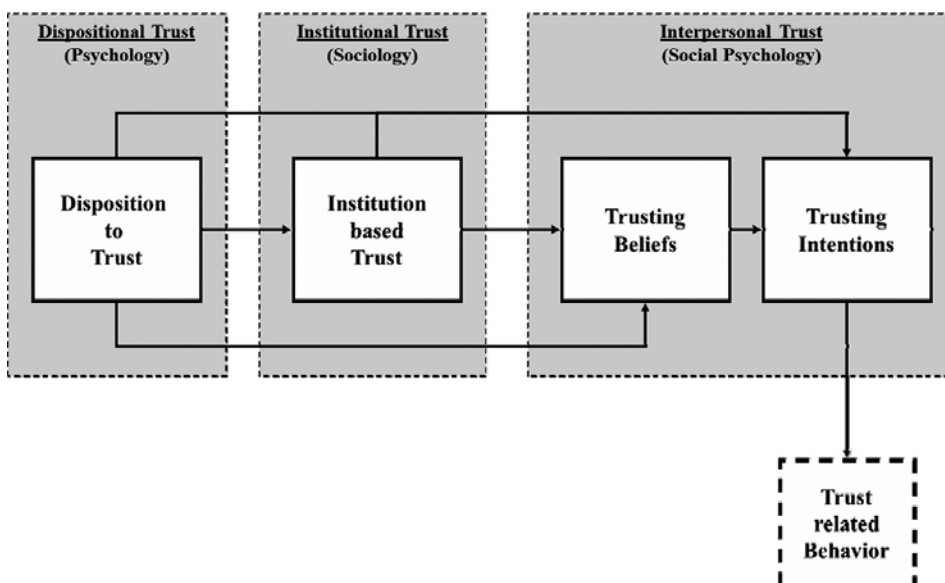 Dispositional Trust
(Psychology)
Institutional Trust
(Sociology)
Interpersonal Trust
(Social Psychology)
Disposition
to
Trust
Institution
based
Trust
Trusting
Beliefs
Trusting
Intentions
Trust
related
Behavior